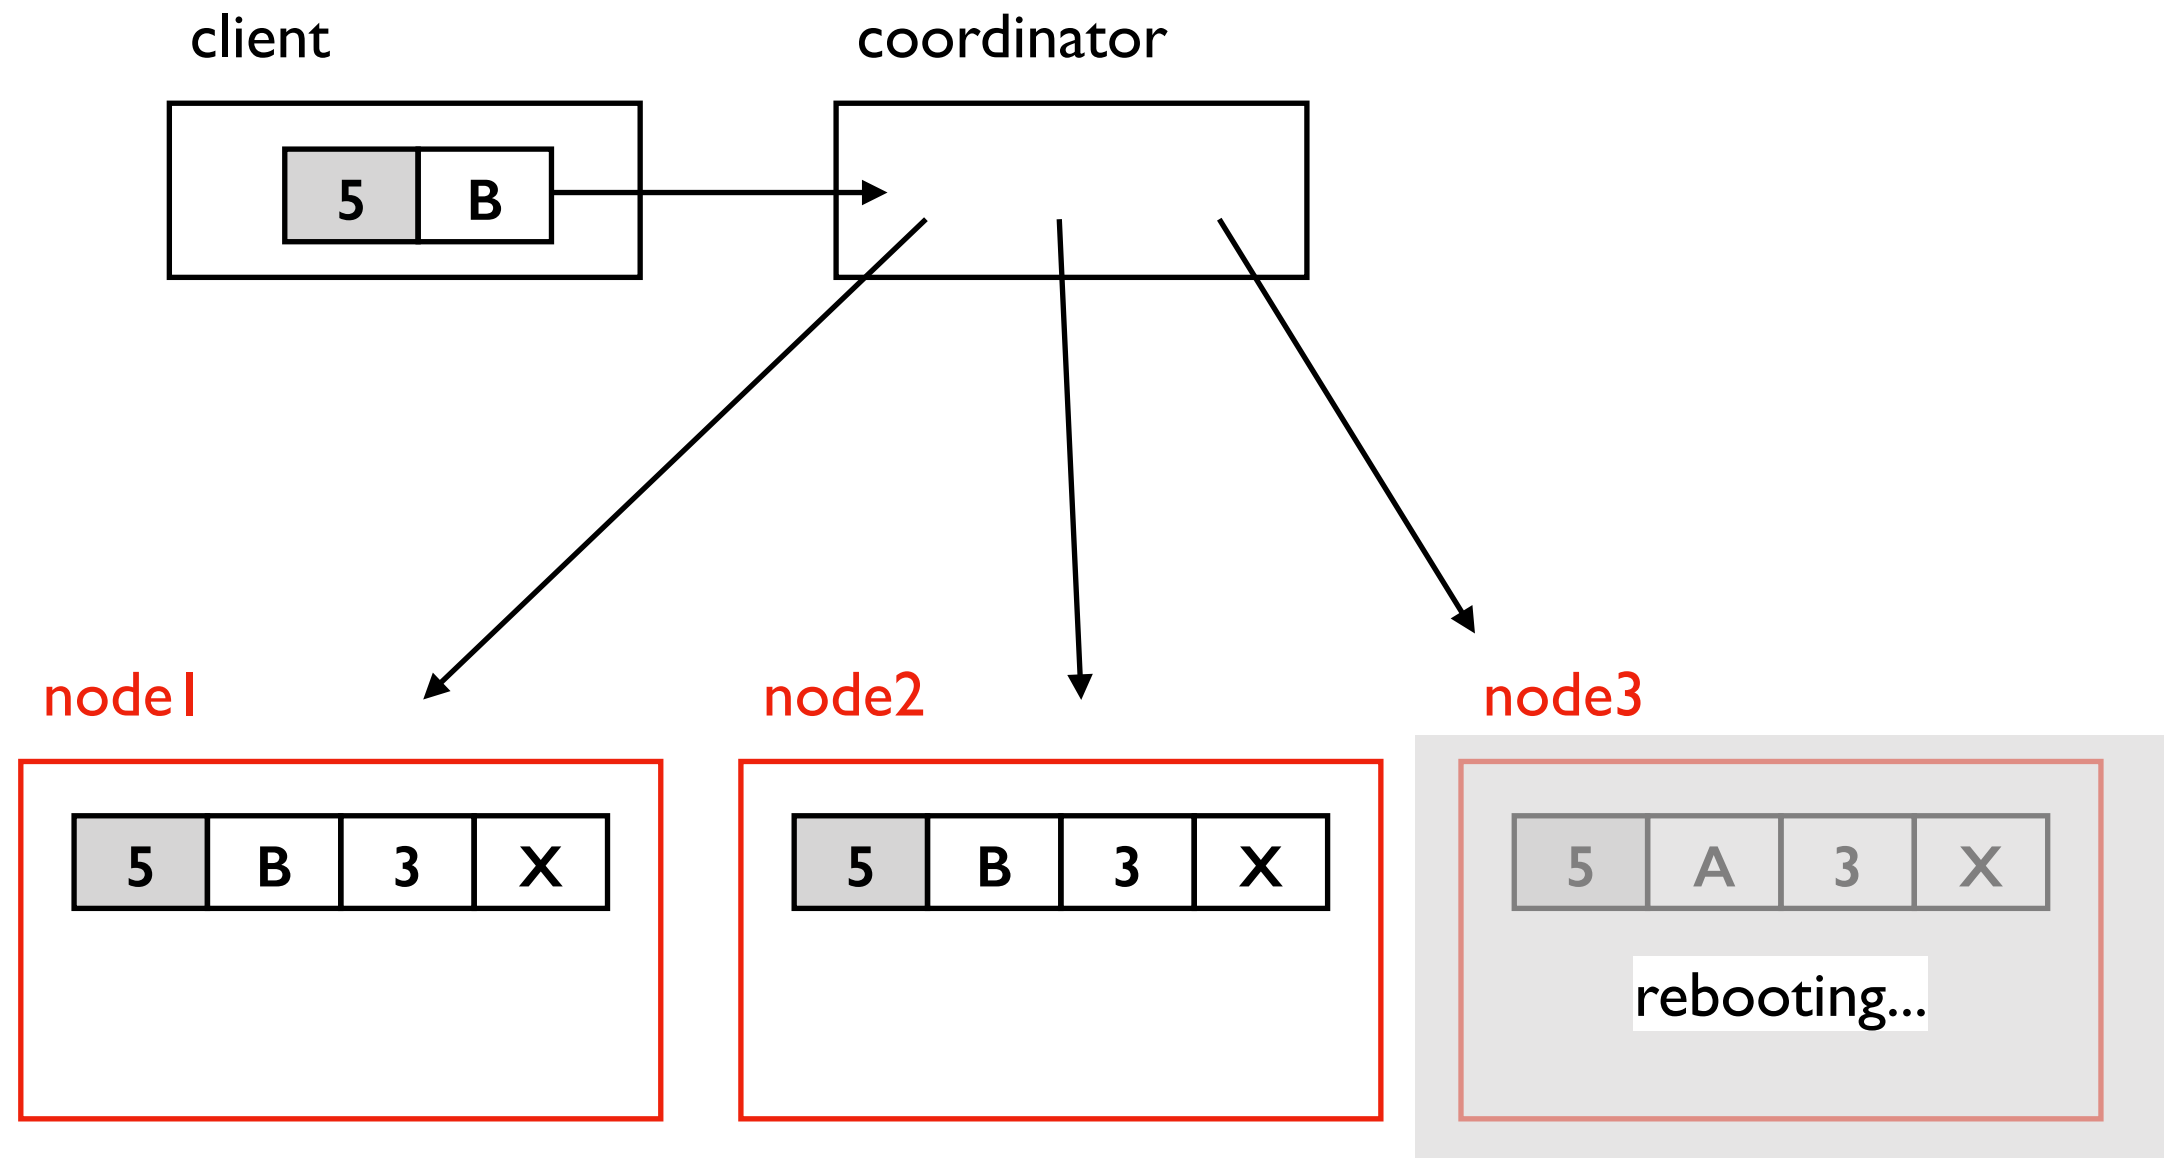 client coordinator
5 B
node1 node2 node3
5 B 3 X 5 B 3 X 5 A 3 X
rebooting...